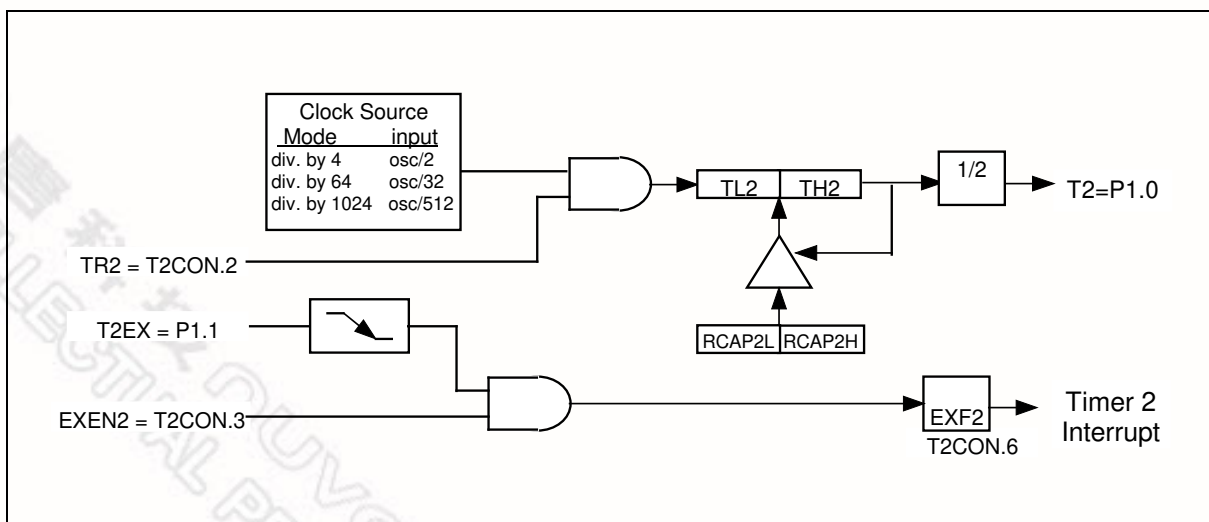 Clock Source
Mode input
div. by 4 osc/2
div. by 64 osc/32
div. by 1024 osc/512
TR2 = T2CON.2
TL2 TH2
1/2
T2=P1.0
T2EX = P1.1
RCAP2L RCAP2H
EXEN2 = T2CON.3
EXF2
T2CON.6
Timer 2
Interrupt